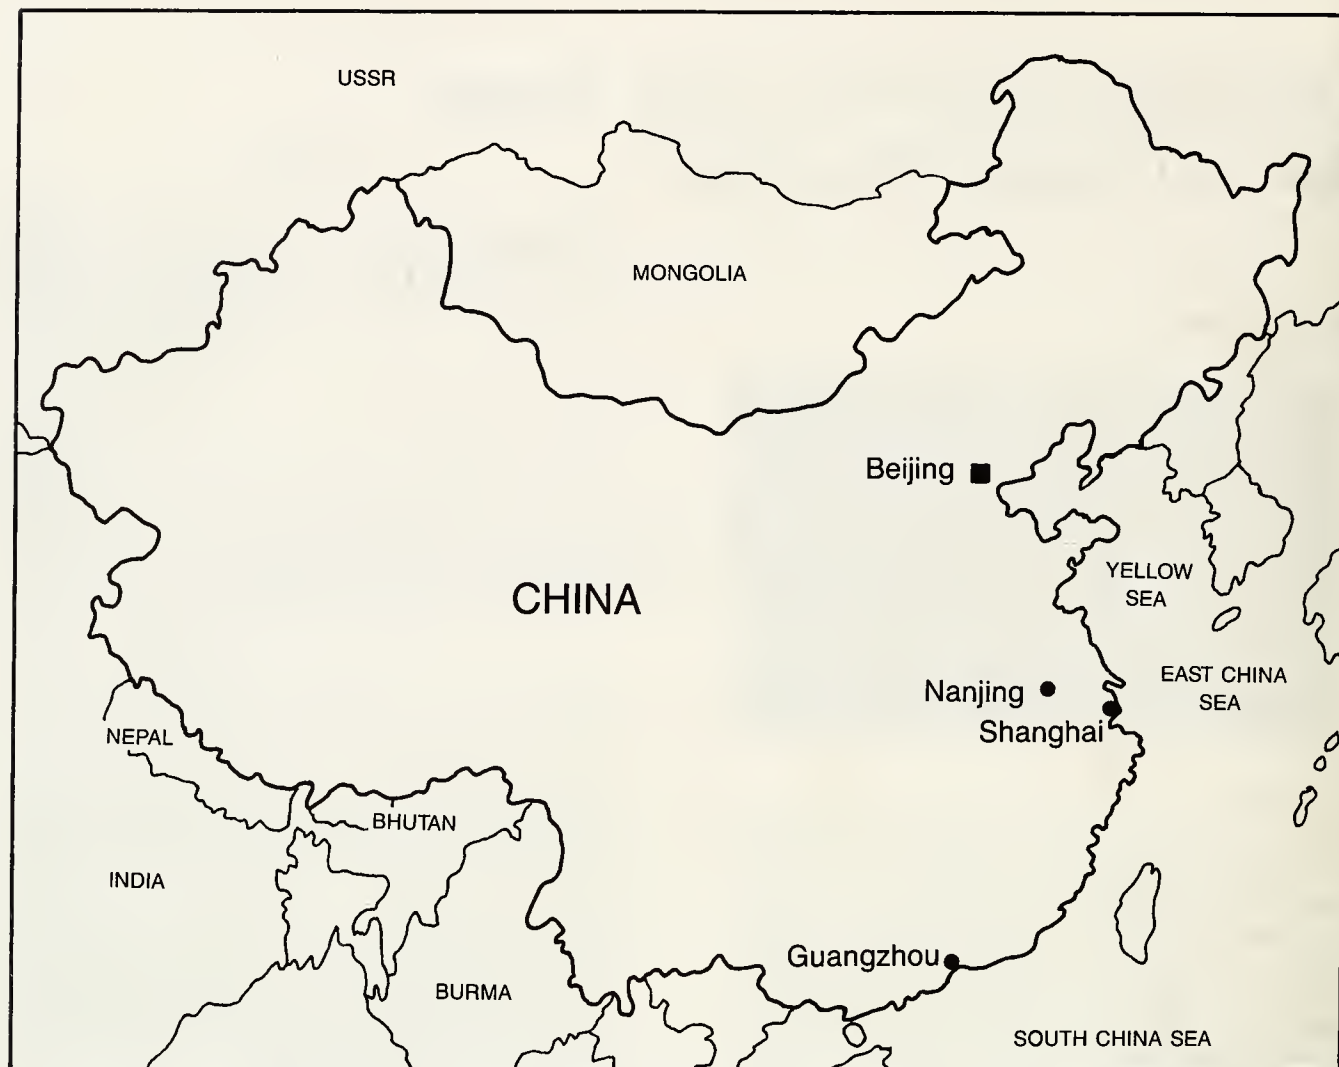 USSR
MONGOLIA
Beijing
CHINA
YELLOW
SEA
EAST CHINA
SEA
Nanjing
Shanghai
NEPAL
BHUTAN
INDIA
Guangzhou
BURMA
SOUTH CHINA SEA